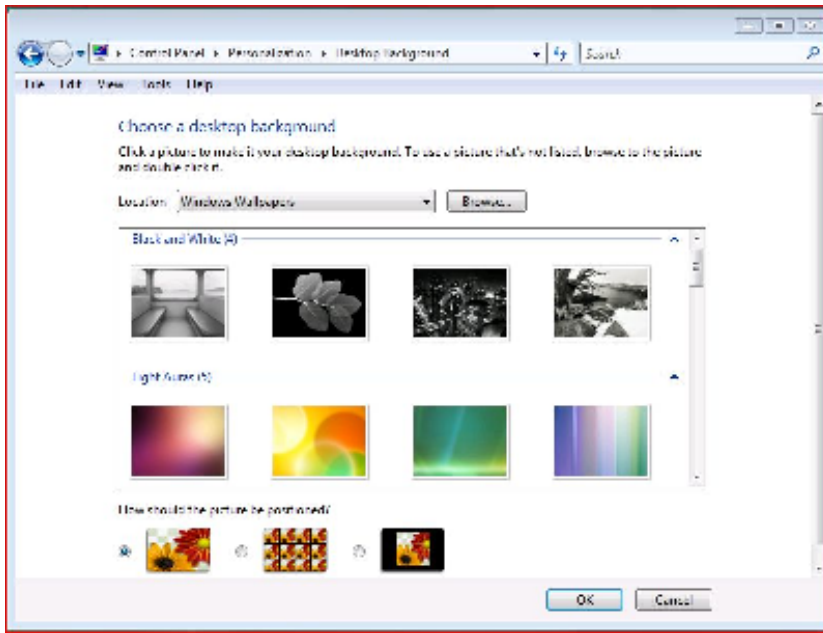 Control Panel ▸ Personalization ▸ Desktop Background
Search
File Edit View Tools Help
Choose a desktop background
Click a picture to make it your desktop background. To use a picture that's not listed, browse to the picture
and double click it.
Location Windows Wallpapers Browse...
Black and White (4)
Light Auras (5)
How should the picture be positioned?
OK Cancel